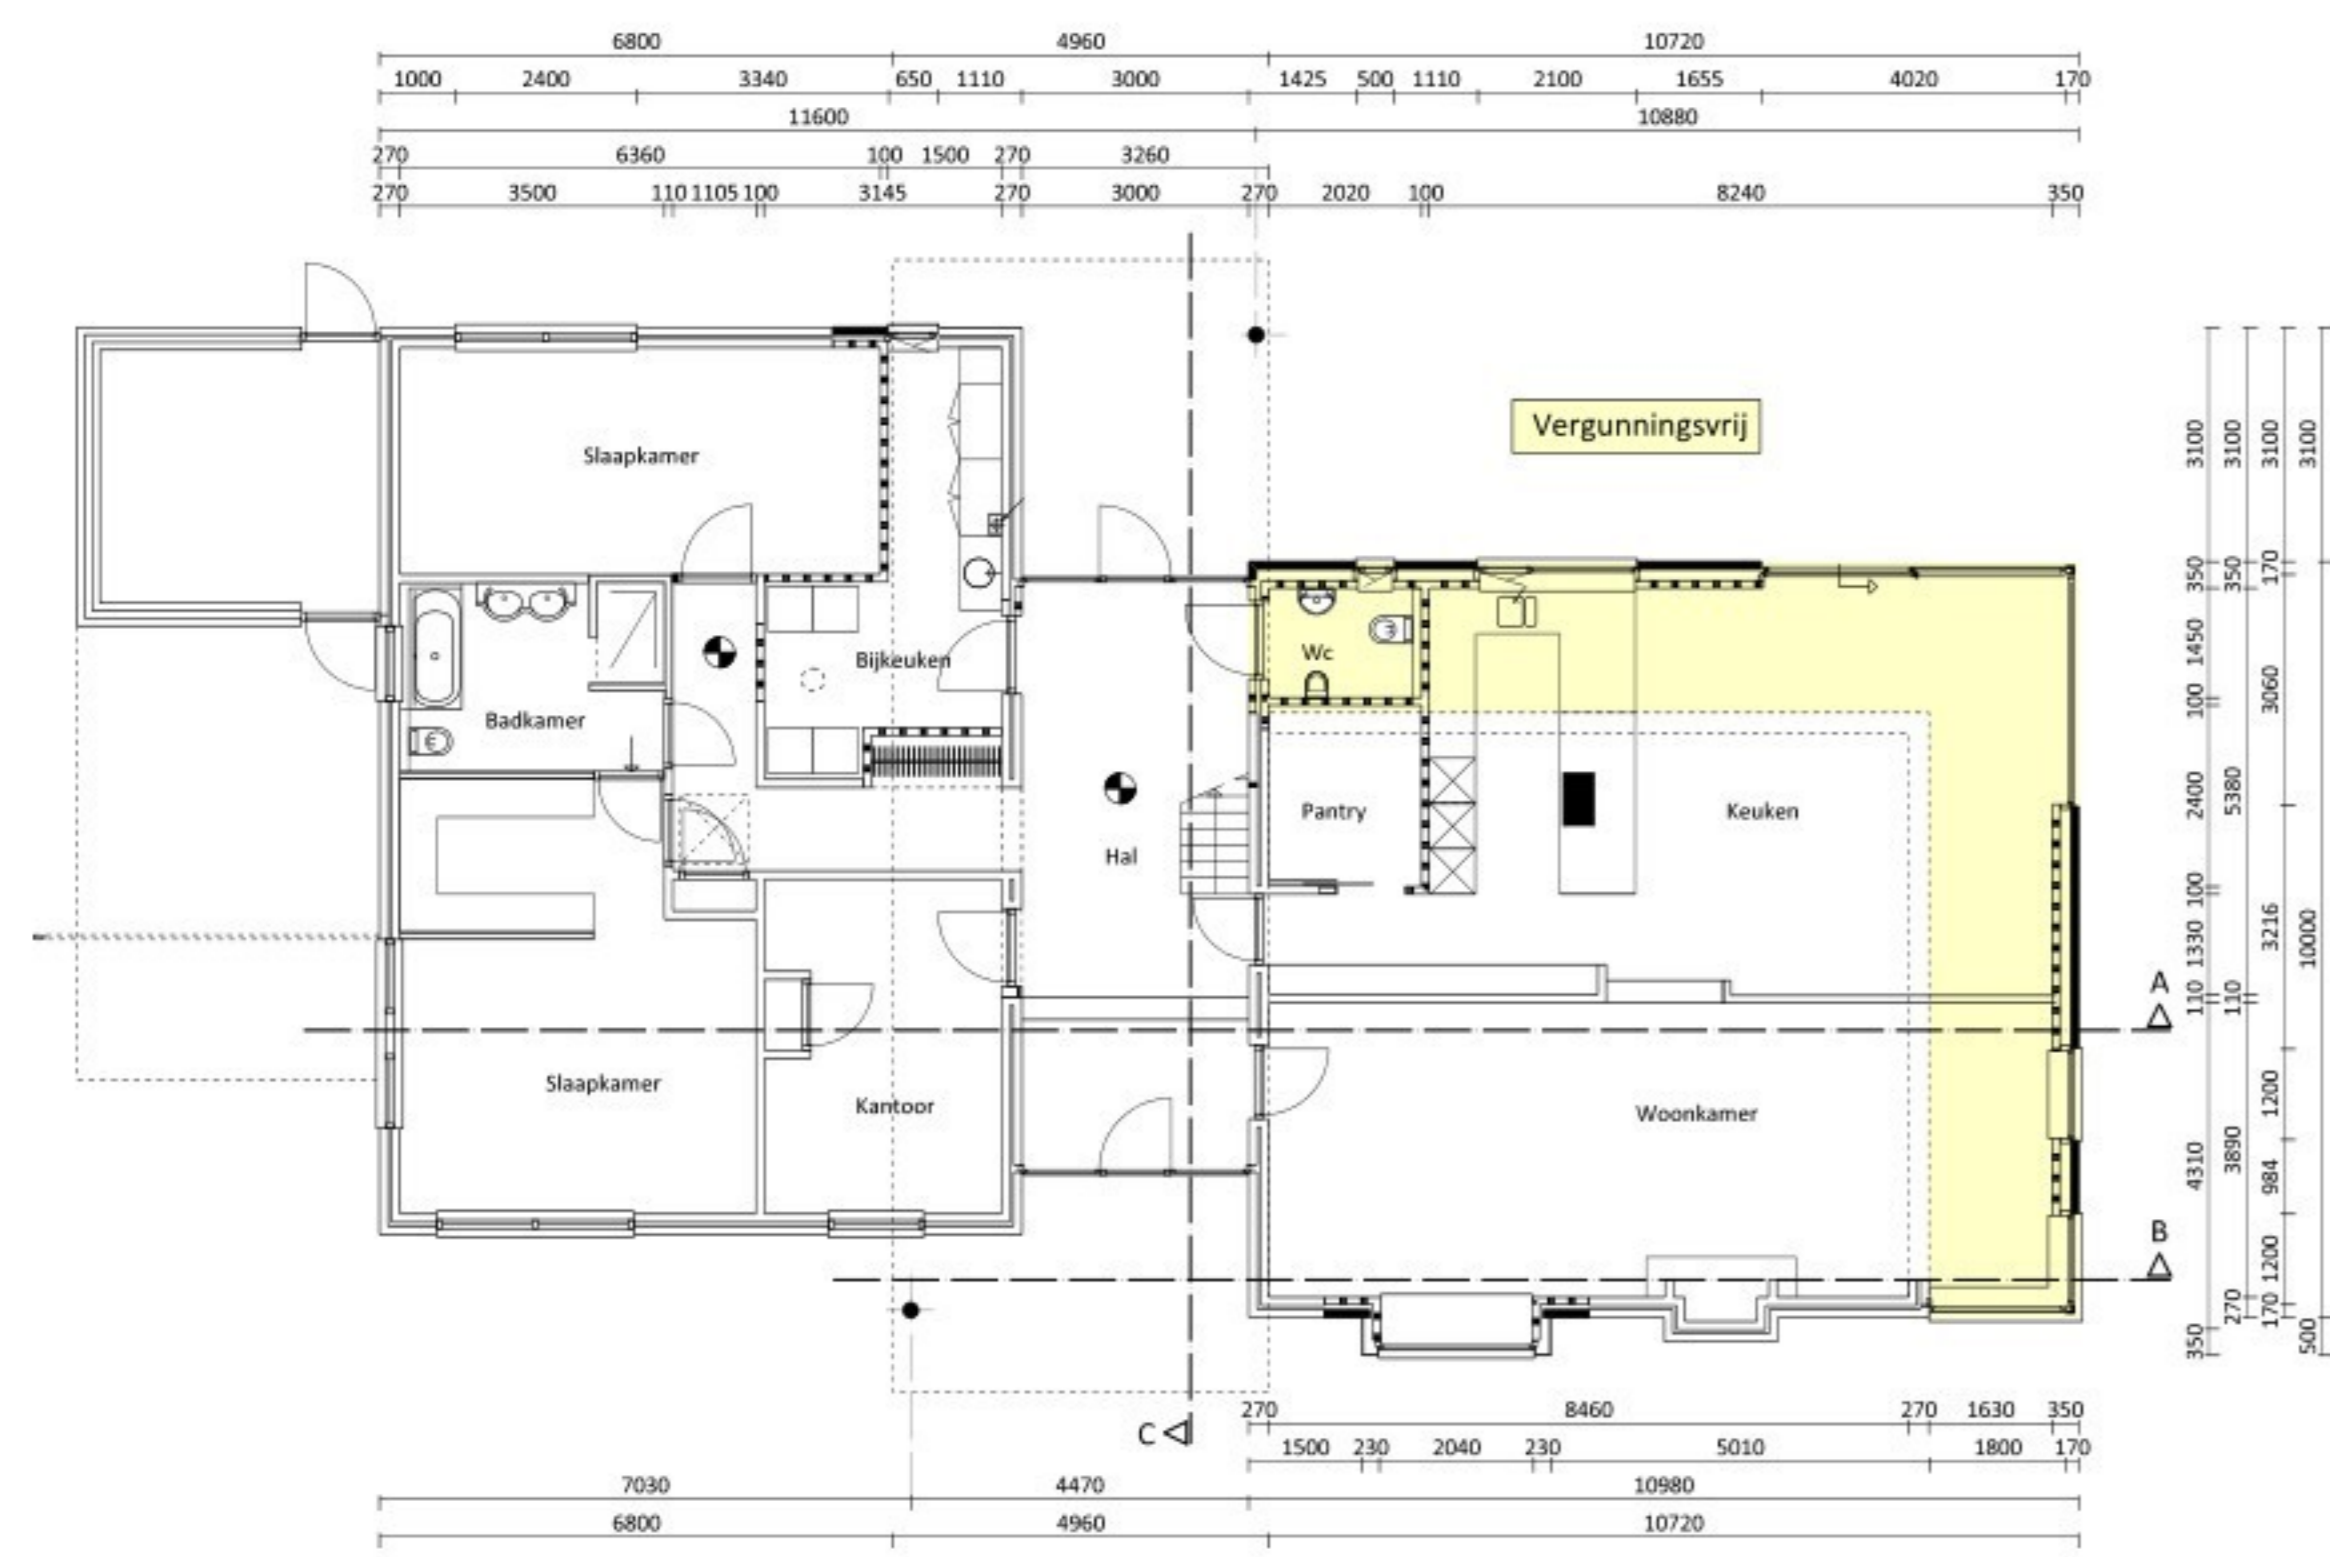 6800 4960 10720
1000 2400 3340 650 1110 3000 1425 500 1110 2100 1655 4020 170
11600 10880
270 6360 100 1500 270 3260
270 3500 110 1105 100 3145 270 3000 270 2020 100 8240 350
Vergunningsvrij
3100 3100 3100 3100
Slaapkamer
350 350 170
Wc
1450
Bijkeuken
100 3060
Badkamer
2400 5380
Pantry
Keuken
Hal
100
1330 3216 10000
A
110 110
Slaapkamer
Kantoor
Woonkamer
1200
4310 3890 984
B
1200
270 170
350 500
270 8460 270 1630 350
C
1500 230 2040 230 5010 1800 170
7030 4470 10980
6800 4960 10720